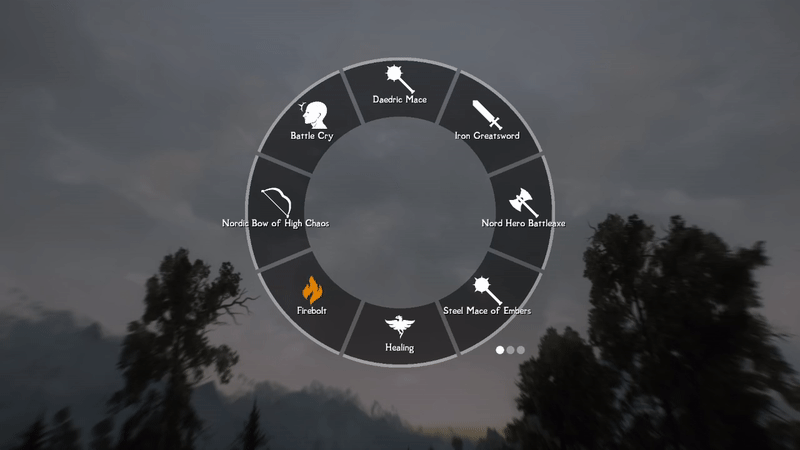 Daedric Mace
Battle Cry
Iron Greatsword
Nordic Bow of High Chaos
Nord Hero Battleaxe
Firebolt
Steel Mace of Embers
Healing